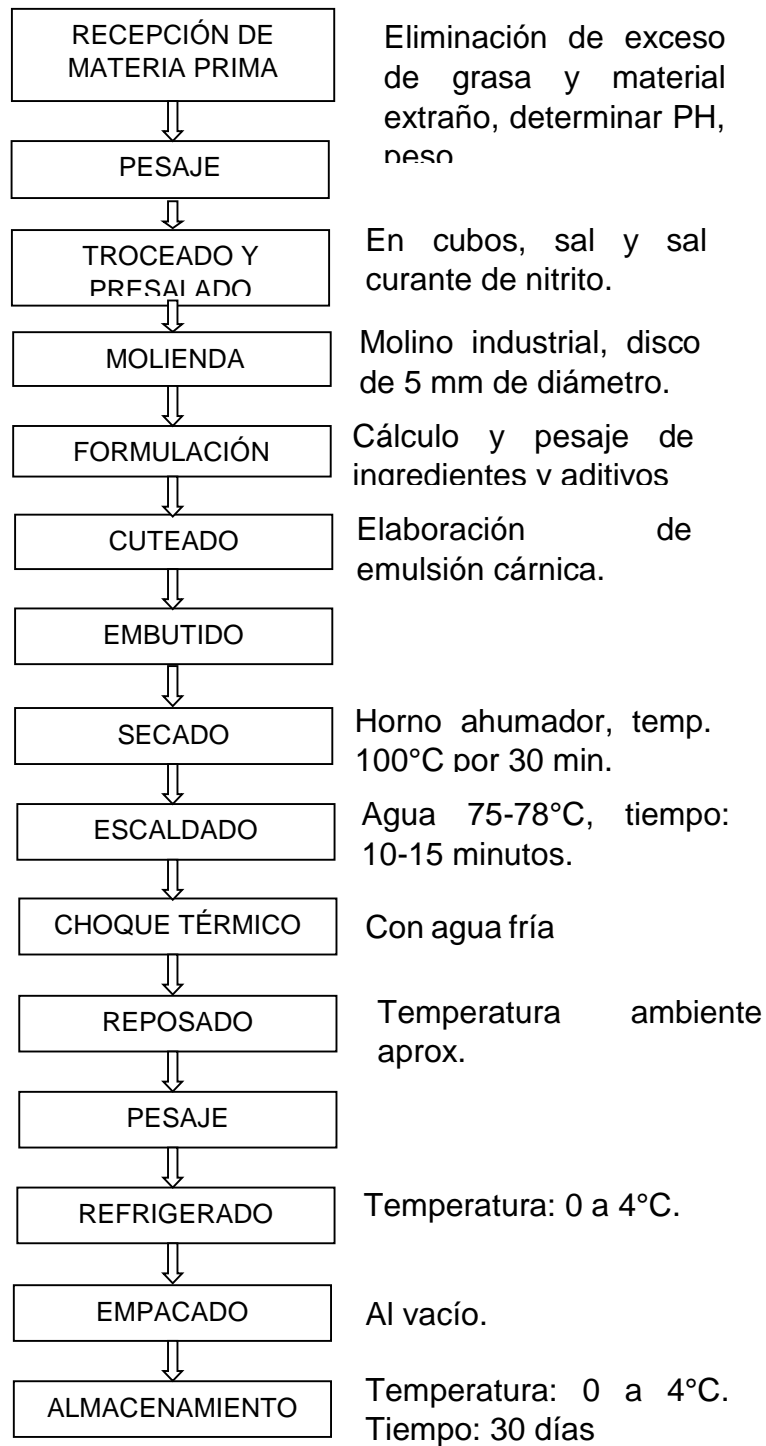 RECEPCIÓN DE
MATERIA PRIMA
Eliminación de exceso
de grasa y material
extraño, determinar PH,
peso
PESAJE
TROCEADO Y
PRESALADO
En cubos, sal y sal
curante de nitrito.
MOLIENDA
Molino industrial, disco
de 5 mm de diámetro.
FORMULACIÓN
Cálculo y pesaje de
ingredientes y aditivos
CUTEADO
Elaboración de
emulsión cárnica.
EMBUTIDO
SECADO
Horno ahumador, temp.
100°C por 30 min.
ESCALDADO
Agua 75-78°C, tiempo:
10-15 minutos.
CHOQUE TÉRMICO
Con agua fría
REPOSADO
Temperatura ambiente
aprox.
PESAJE
REFRIGERADO
Temperatura: 0 a 4°C.
EMPACADO
Al vacío.
ALMACENAMIENTO
Temperatura: 0 a 4°C.
Tiempo: 30 días